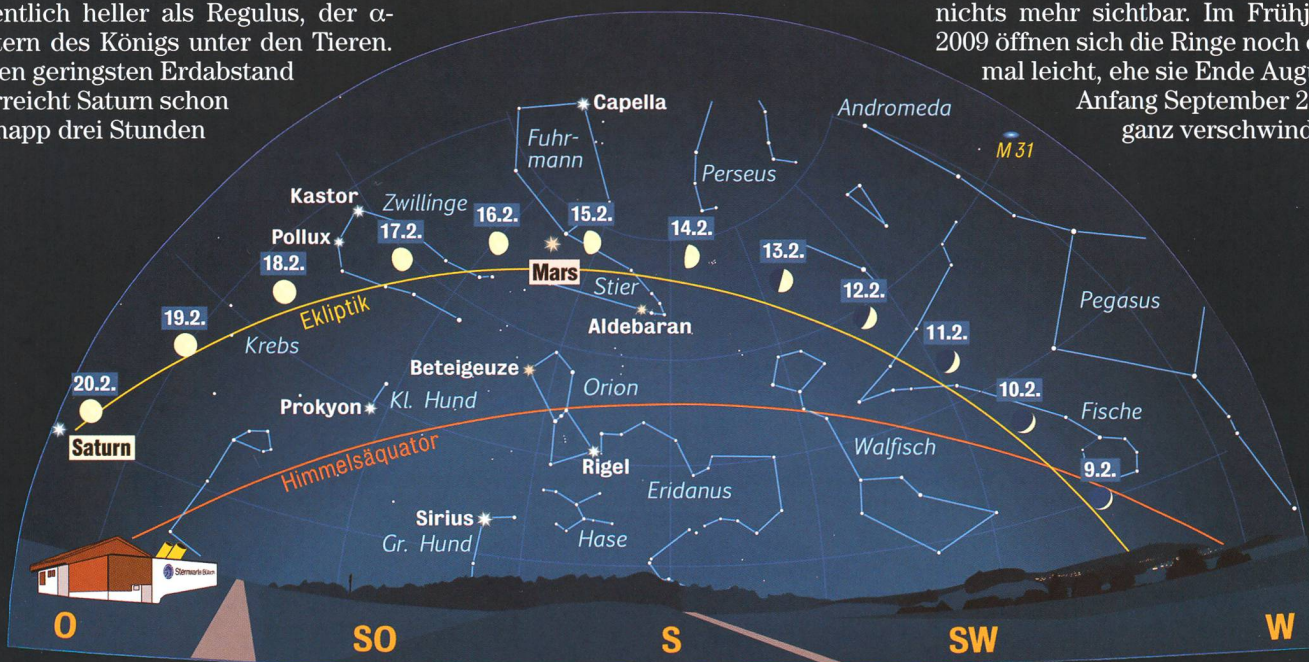 entlich heller als Regulus, der α-
tern des Königs unter den Tieren.
en geringsten Erdabstand
rreicht Saturn schon
napp drei Stunden
nichts mehr sichtbar. Im Frühj
2009 öffnen sich die Ringe noch
mal leicht, ehe sie Ende Aug
Anfang September 2
ganz verschwind
Capella
Fuhr-
mann
Perseus
Andromeda
M 31
Kastor
Zwillinge
Pollux
18.2.
17.2.
16.2.
15.2.
14.2.
13.2.
12.2.
11.2.
10.2.
9.2.
19.2.
20.2.
Mars
Stier
Aldebaran
Pegasus
Ekliptik
Krebs
Beteigeuze
Orion
Prokyon
Kl. Hund
Fische
Saturn
Himmelsäquator
Rigel
Walfisch
Eridanus
Sirius
Gr. Hund
Hase
Sternwarte Bülach
O
SO
S
SW
W